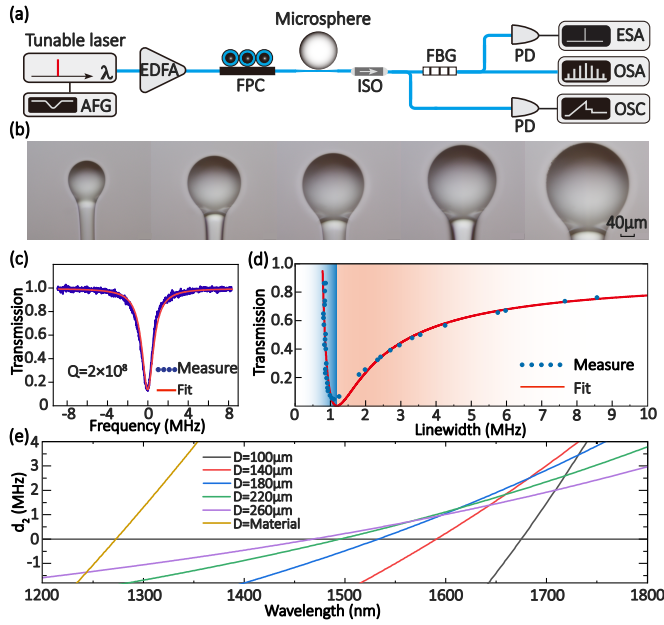 (a)
Microsphere
Tunable laser
λ
AFG
EDFA
FPC
ISO
FBG
PD
ESA
OSA
PD
OSC
(b)
40μm
(c)
Transmission
1.0
0.8
0.6
0.4
0.2
0
Q=2×10⁸
Measure
Fit
-8 -4 0 4 8
Frequency (MHz)
(d)
Transmission
0.8
0.6
0.4
0.2
Measure
Fit
0 1 2 3 4 5 6 7 8 9 10
Linewidth (MHz)
(e)
d₂ (MHz)
4
3
2
1
0
-1
D=100μm
D=140μm
D=180μm
D=220μm
D=260μm
D=Material
1200 1300 1400 1500 1600 1700 1800
Wavelength (nm)